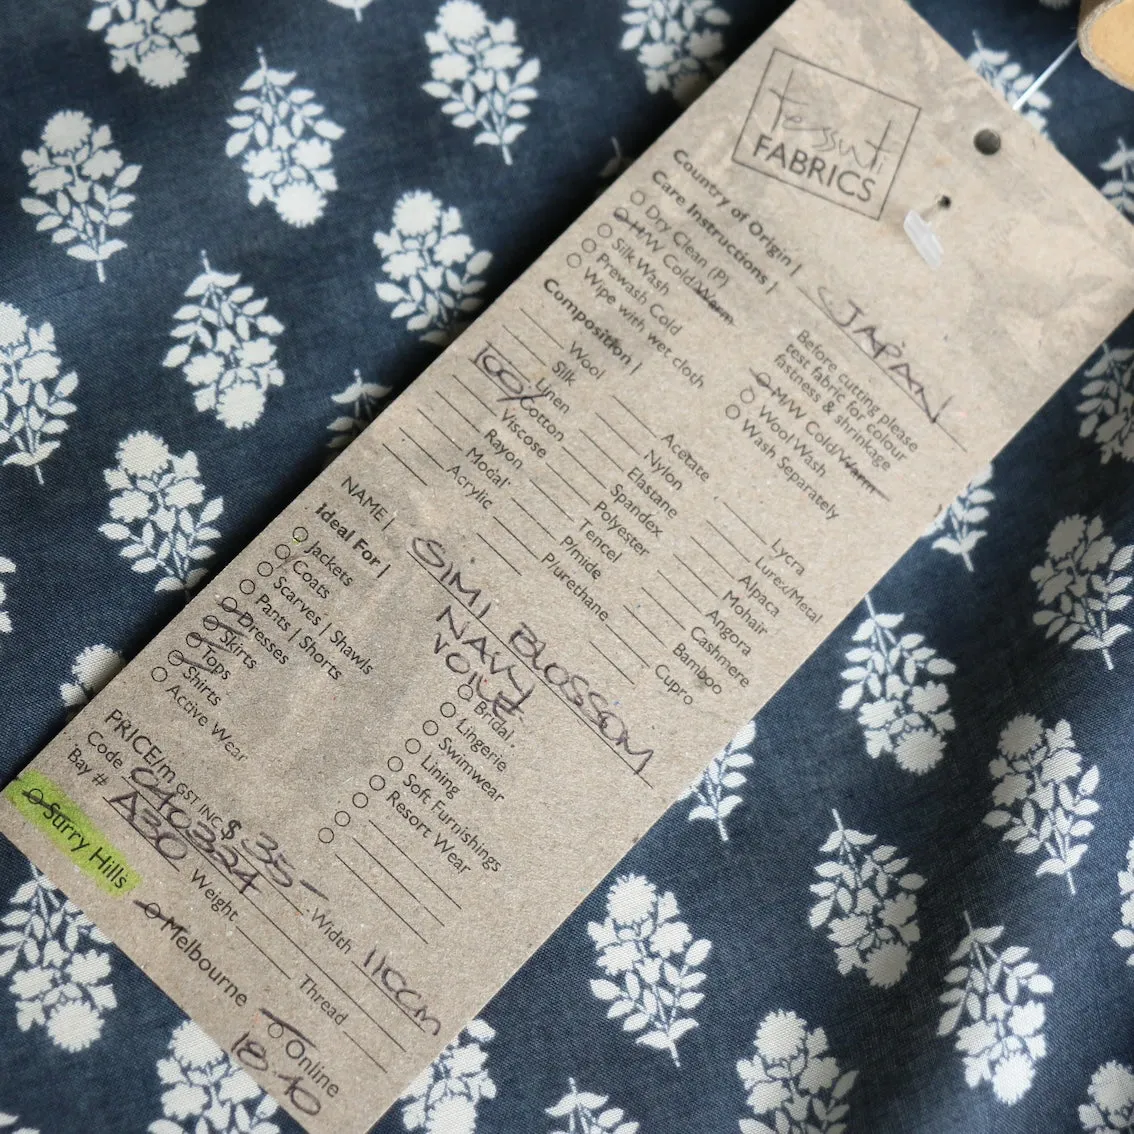 Tessuti
FABRICS
Country of Origin | JAPAN
Care Instructions |
Dry Clean (P)
H/W Cold/Warm
Silk Wash
Prewash Cold
Wipe with wet cloth
Before cutting please
test fabric for colour
fastness & shrinkage
M/W Cold/Warm
Wool Wash
Wash Separately
Composition |
Wool
Silk
Linen
100% Cotton
Viscose
Rayon
Modal
Acrylic
Acetate
Nylon
Elastane
Spandex
Polyester
Tencel
P/mide
P/urethane
Lycra
Lurex/Metal
Alpaca
Mohair
Angora
Cashmere
Bamboo
Cupro
NAME | SIMI BLOSSOM
NAVY
VOILE
Ideal For |
Jackets
Coats
Scarves | Shawls
Pants | Shorts
Dresses
Skirts
Tops
Shirts
Active Wear
Bridal
Lingerie
Swimwear
Lining
Soft Furnishings
Resort Wear
PRICE/m GST INC $35- Width 110cm
Code 0403324 Weight
Bay # A30 Thread
Surry Hills Melbourne Online
18.10